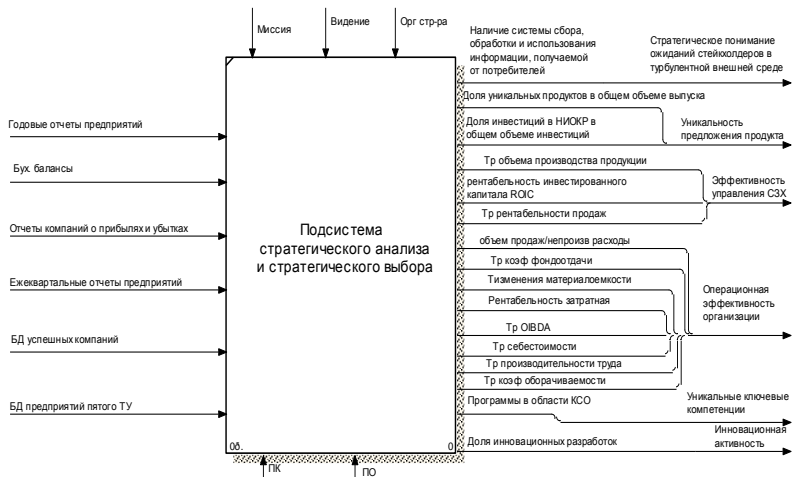 Миссия
Видение
Орг стр-ра
Годовые отчеты предприятий
Бух. балансы
Отчеты компаний о прибылях и убытках
Ежеквартальные отчеты предприятий
БД успешных компаний
БД предприятий пятого ТУ
Подсистема
стратегического анализа
и стратегического выбора
0д.
0
ПК
ПО
Наличие системы сбора,
обработки и использования
информации, получаемой
от потребителей
Стратегическое понимание
ожиданий стейкхолдеров в
турбулентной внешней среде
Доля уникальных продуктов в общем объеме выпуска
Доля инвестиций в НИОКР в
общем объеме инвестиций
Уникальность
предложения продукта
Тр объема производства продукции
рентабельность инвестированного
капитала ROIC
Тр рентабельности продаж
Эффективность
управления СЗХ
объем продаж/непроизв расходы
Тр коэф фондоотдачи
Тизменения материалоемкости
Рентабельность затратная
Тр OIBDA
Тр себестоимости
Тр производительности труда
Тр коэф оборачиваемости
Операционная
эффективность
организации
Программы в области КСО
Уникальные ключевые
компетенции
Доля инновационных разработок
Инновационная
активность